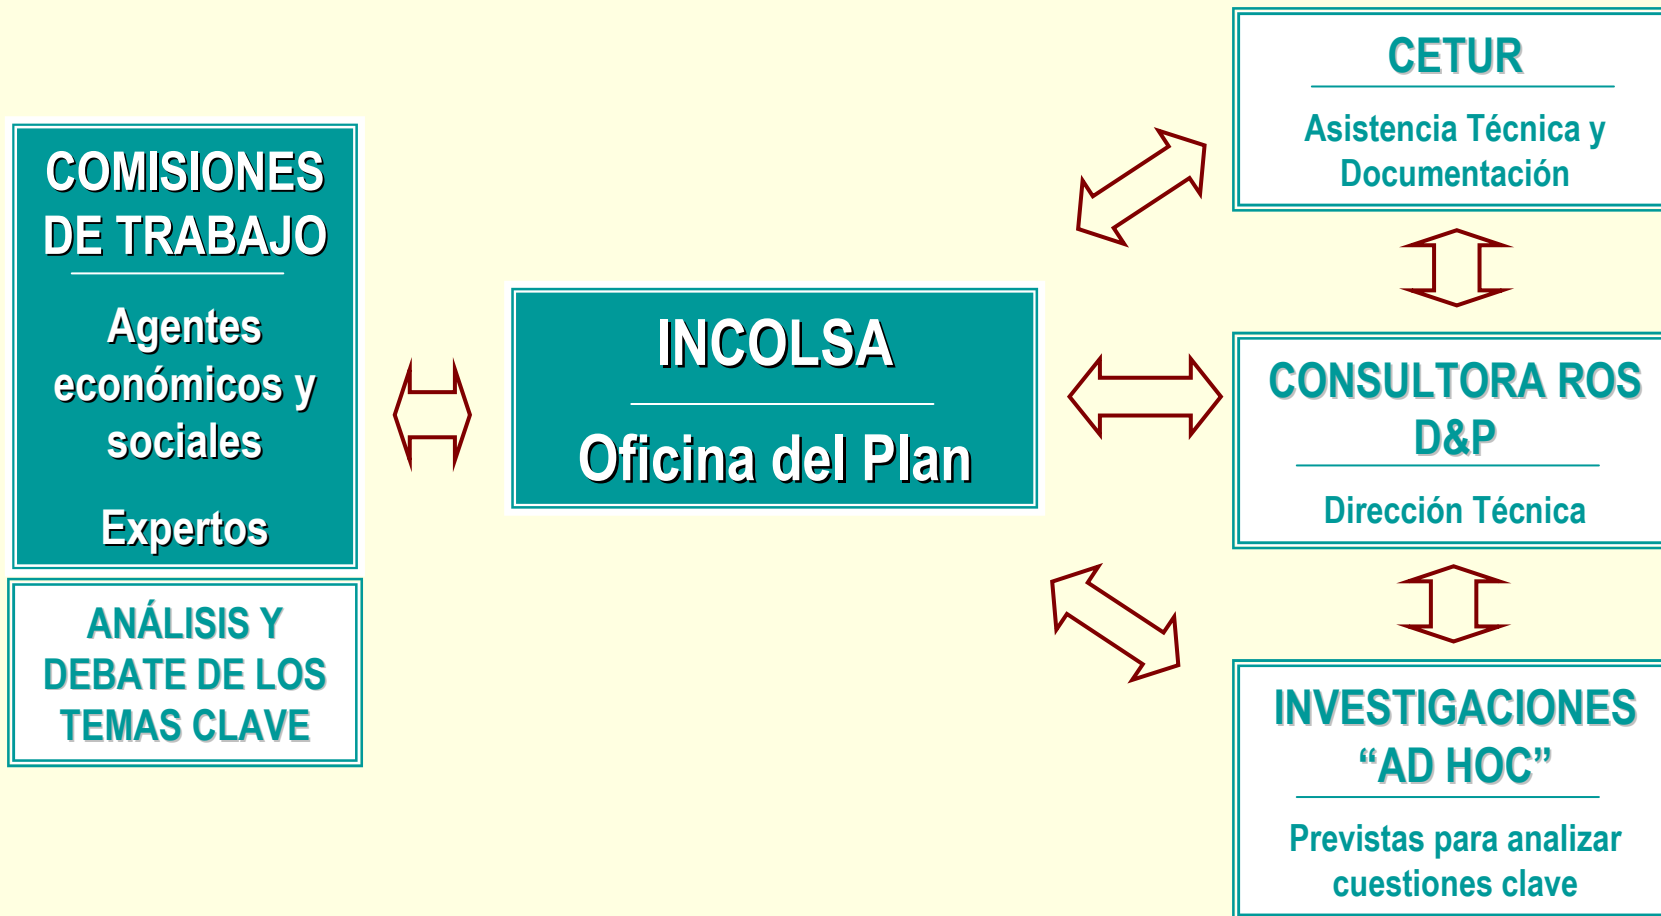 COMISIONES
DE TRABAJO
Agentes
económicos y
sociales
Expertos
ANÁLISIS Y
DEBATE DE LOS
TEMAS CLAVE
INCOLSA
Oficina del Plan
CETUR
Asistencia Técnica y
Documentación
CONSULTORA ROS
D&P
Dirección Técnica
INVESTIGACIONES
“AD HOC”
Previstas para analizar
cuestiones clave